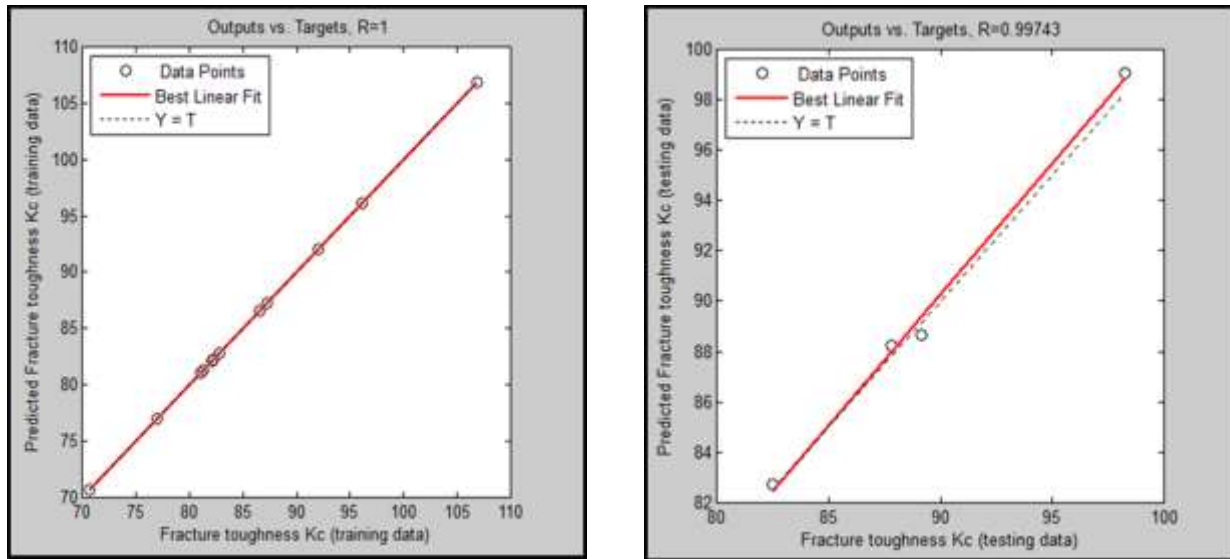 Outputs vs. Targets, R=1
Data Points
Best Linear Fit
Y = T
110
105
100
95
90
85
80
75
70
Predicted Fracture toughness Kc (training data)
70 75 80 85 90 95 100 105 110
Fracture toughness Kc (training data)
Outputs vs. Targets, R=0.99743
Data Points
Best Linear Fit
Y = T
100
98
96
94
92
90
88
86
84
82
Predicted Fracture toughness Kc (testing data)
80 85 90 95 100
Fracture toughness Kc (testing data)